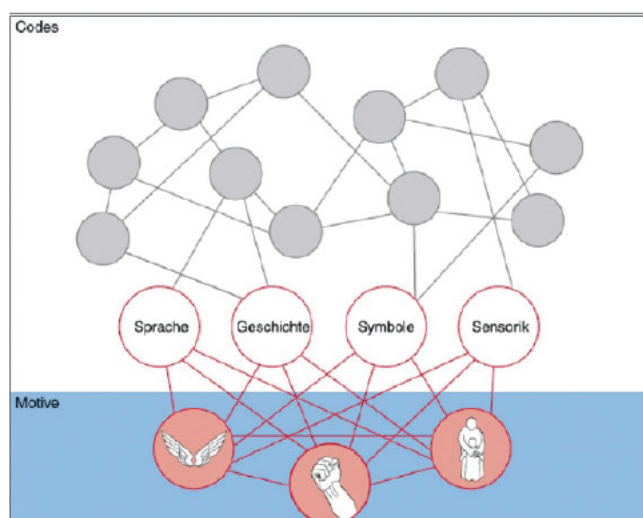 Codes
Sprache
Geschichte
Symbole
Sensorik
Motive